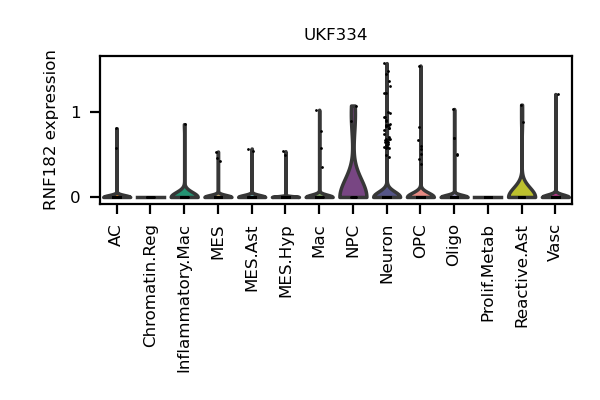 UKF334
RNF182 expression
1
0
AC
Chromatin.Reg
Inflammatory.Mac
MES
MES.Ast
MES.Hyp
Mac
NPC
Neuron
OPC
Oligo
Prolif.Metab
Reactive.Ast
Vasc